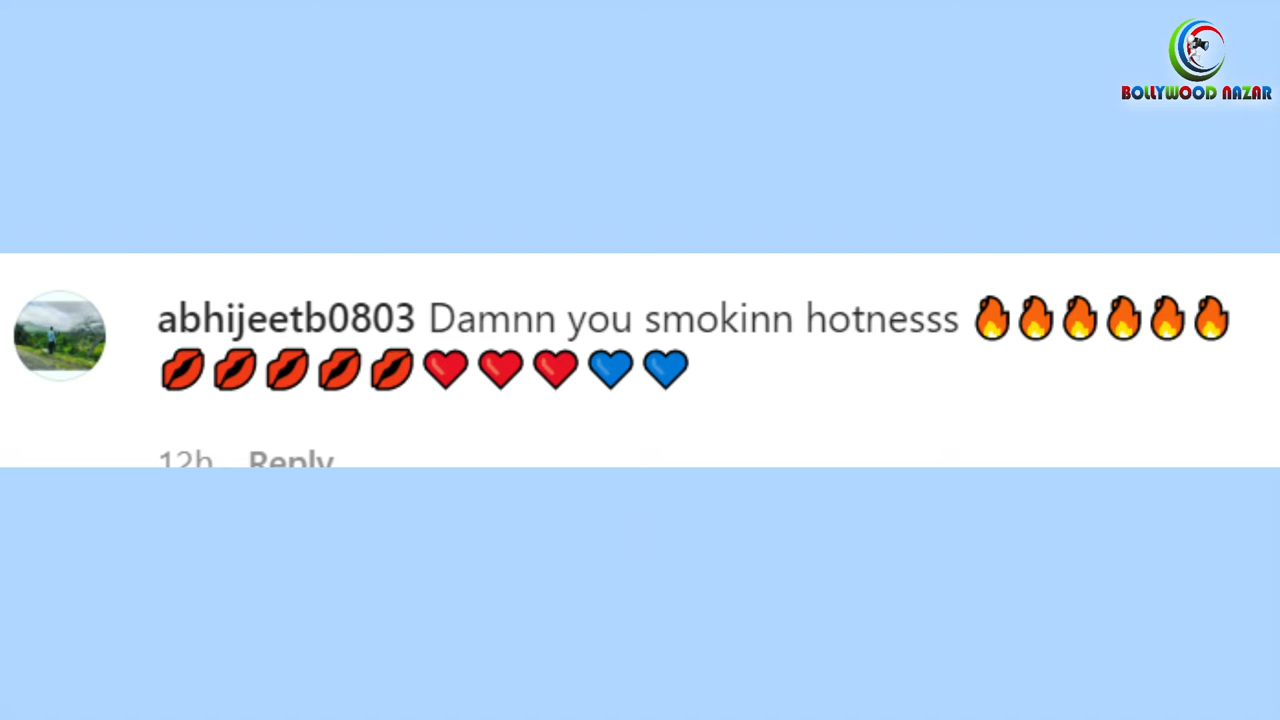 BOLLYWOOD NAZAR
abhijeetb0803 Damnn you smokinn hotnesss 🔥🔥🔥🔥🔥🔥
💋💋💋💋💋❤️❤️❤️💙💙
12h Reply